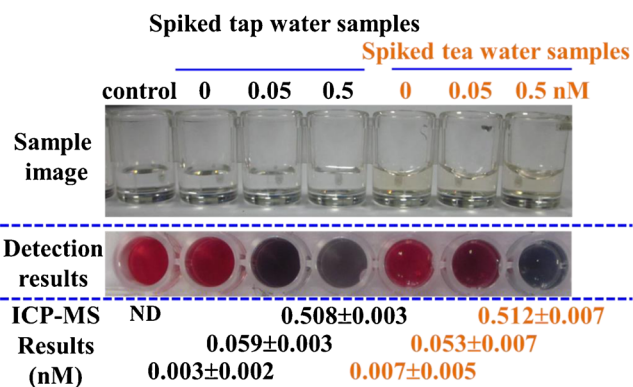 Spiked tap water samples
Spiked tea water samples
control 0 0.05 0.5 0 0.05 0.5 nM
Sample
image
Detection
results
ICP-MS ND 0.508±0.003 0.512±0.007
Results 0.059±0.003 0.053±0.007
(nM) 0.003±0.002 0.007±0.005